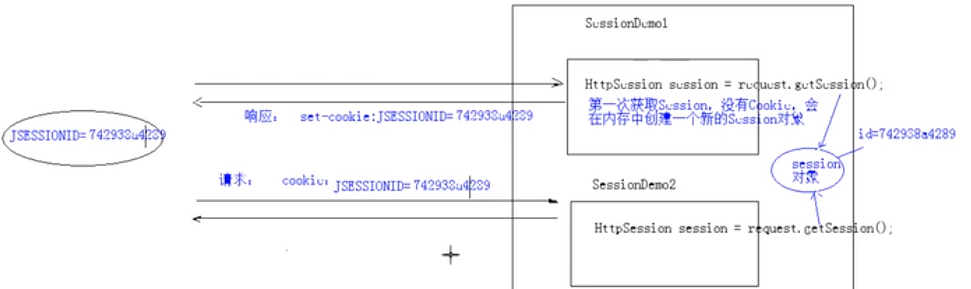 SessionDemo1
HttpSession session = request.getSession();
响应： set-cookie:JSESSIONID=742938a4289
第一次获取Session，没有Cookie，会
在内存中创建一个新的Session对象
JSESSIONID=742938a4289
id=742938a4289
session
对象
请求： cookie：JSESSIONID=742938a4289
SessionDemo2
HttpSession session = request.getSession();